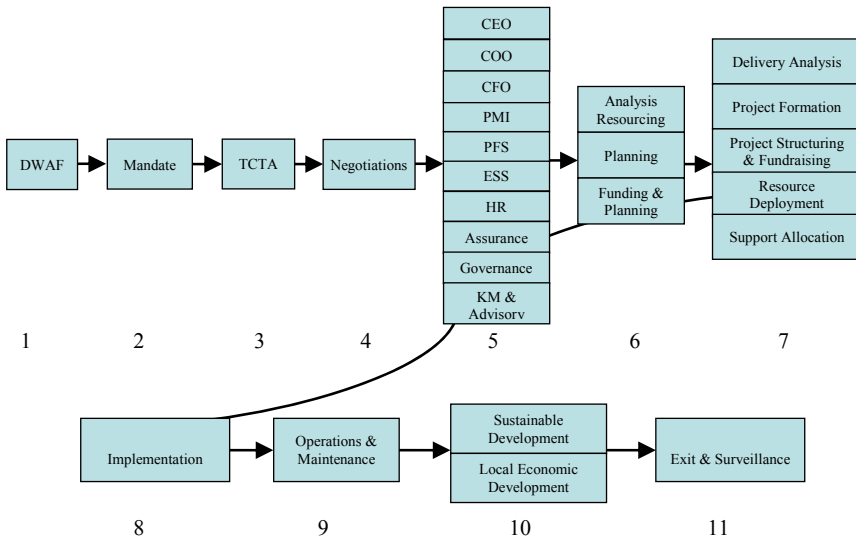 DWAF
Mandate
TCTA
Negotiations
CEO
COO
CFO
PMI
PFS
ESS
HR
Assurance
Governance
KM &
Advisory
Analysis
Resourcing
Planning
Funding &
Planning
Delivery Analysis
Project Formation
Project Structuring
& Fundraising
Resource
Deployment
Support Allocation
1 2 3 4 5 6 7
Implementation
Operations &
Maintenance
Sustainable
Development
Local Economic
Development
Exit & Surveillance
8 9 10 11